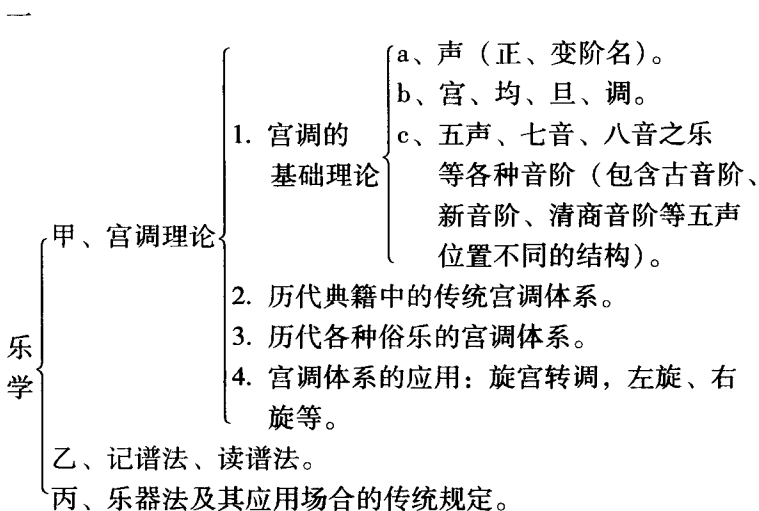 乐学
甲、宫调理论
1. 宫调的
基础理论
a、声（正、变阶名）。
b、宫、均、旦、调。
c、五声、七音、八音之乐
等各种音阶（包含古音阶、
新音阶、清商音阶等五声
位置不同的结构）。
2. 历代典籍中的传统宫调体系。
3. 历代各种俗乐的宫调体系。
4. 宫调体系的应用：旋宫转调，左旋、右
旋等。
乙、记谱法、读谱法。
丙、乐器法及其应用场合的传统规定。